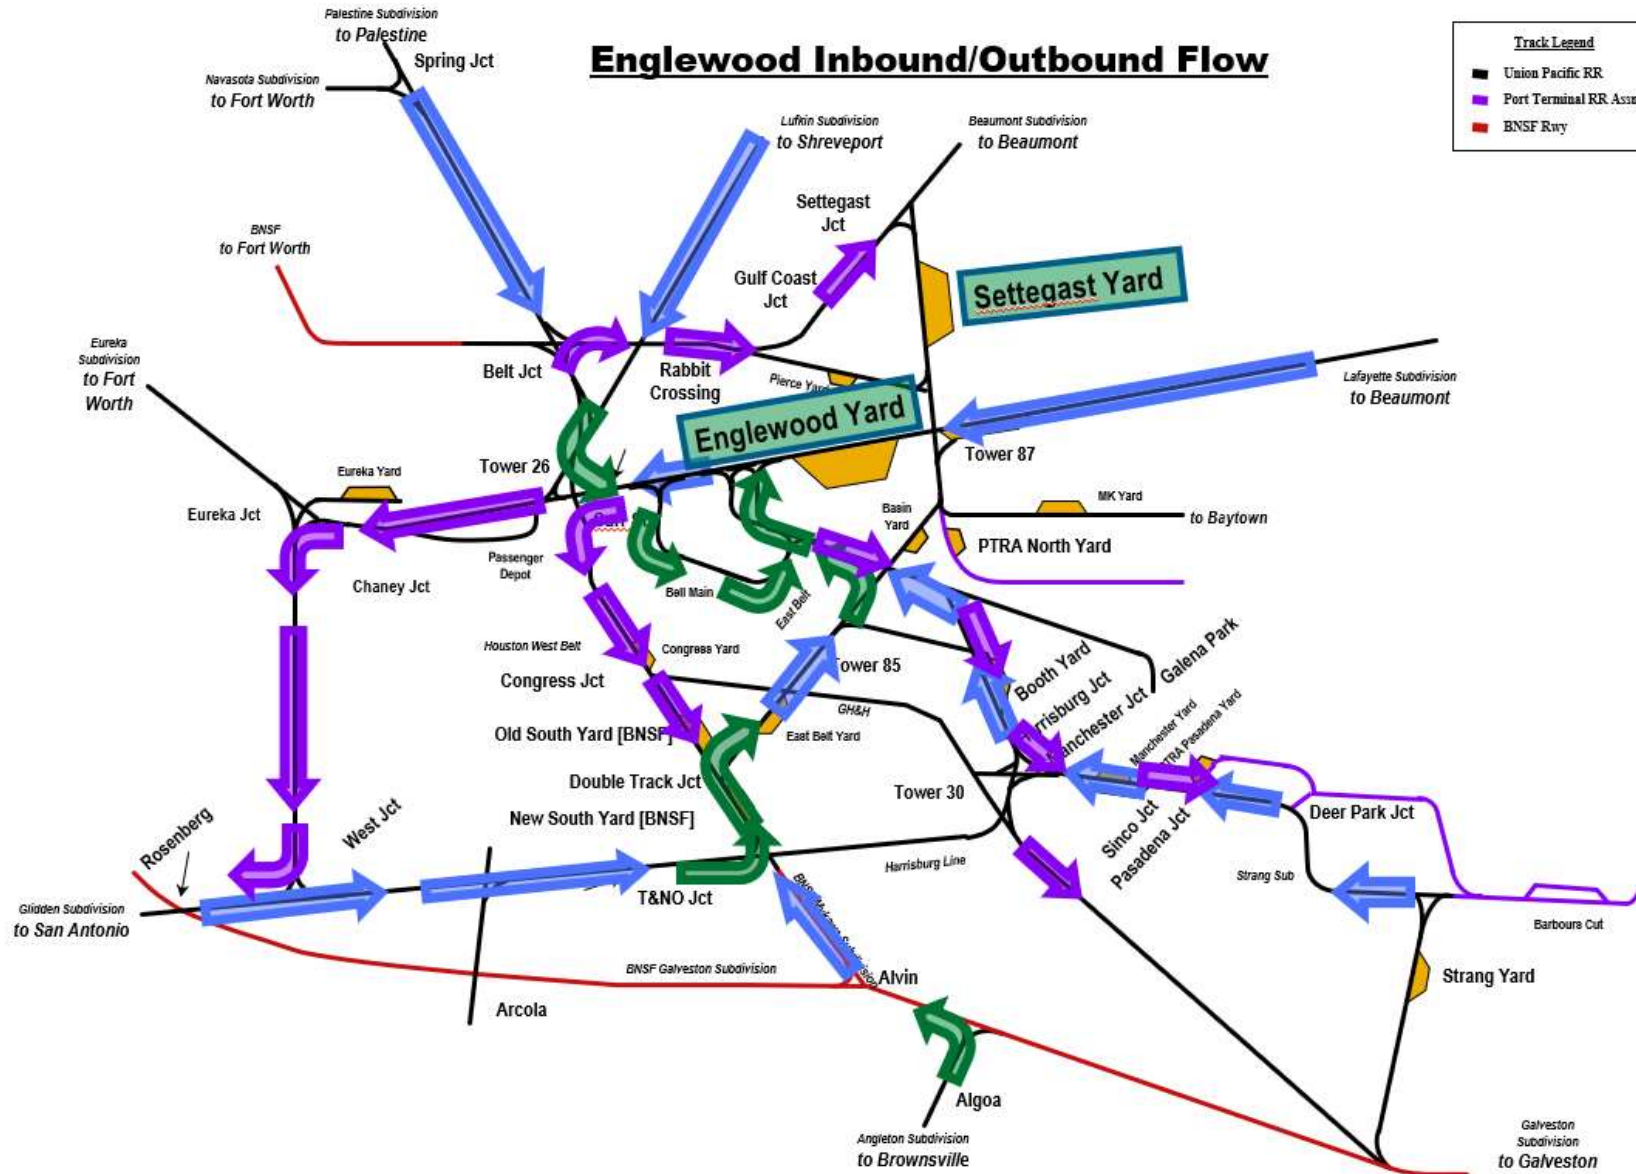 Palestine Subdivision
to Palestine
Spring Jct
Navasota Subdivision
to Fort Worth
Englewood Inbound/Outbound Flow
Track Legend
Union Pacific RR
Port Terminal RR Assn
BNSF Rwy
Lufkin Subdivision
to Shreveport
Beaumont Subdivision
to Beaumont
Settegast
Jct
BNSF
to Fort Worth
Gulf Coast
Jct
Settegast Yard
Eureka
Subdivision
to Fort
Worth
Belt Jct
Rabbit
Crossing
Pierce Yard
Lafayette Subdivision
to Beaumont
Englewood Yard
Tower 26
Tower 87
Eureka Yard
Eureka Jct
MK Yard
to Baytown
Basin
Yard
PTRA North Yard
Passenger
Depot
Chaney Jct
Bell Main
East Belt
Houston West Belt
Congress Yard
Tower 85
Congress Jct
Booth Yard
Harrisburg Jct
Manchester Jct
Galena Park
GH&H
Old South Yard [BNSF]
East Belt Yard
Manchester Yard
PTRA Pasadena Yard
Double Track Jct
Tower 30
New South Yard [BNSF]
Sinco Jct
Pasadena Jct
Deer Park Jct
Rosenberg
West Jct
Harrisburg Line
Strang Sub
T&NO Jct
Glidden Subdivision
to San Antonio
Barbours Cut
BNSF Galveston Subdivision
Alvin
Strang Yard
Arcola
Algoa
Angleton Subdivision
to Brownsville
Galveston
Subdivision
to Galveston